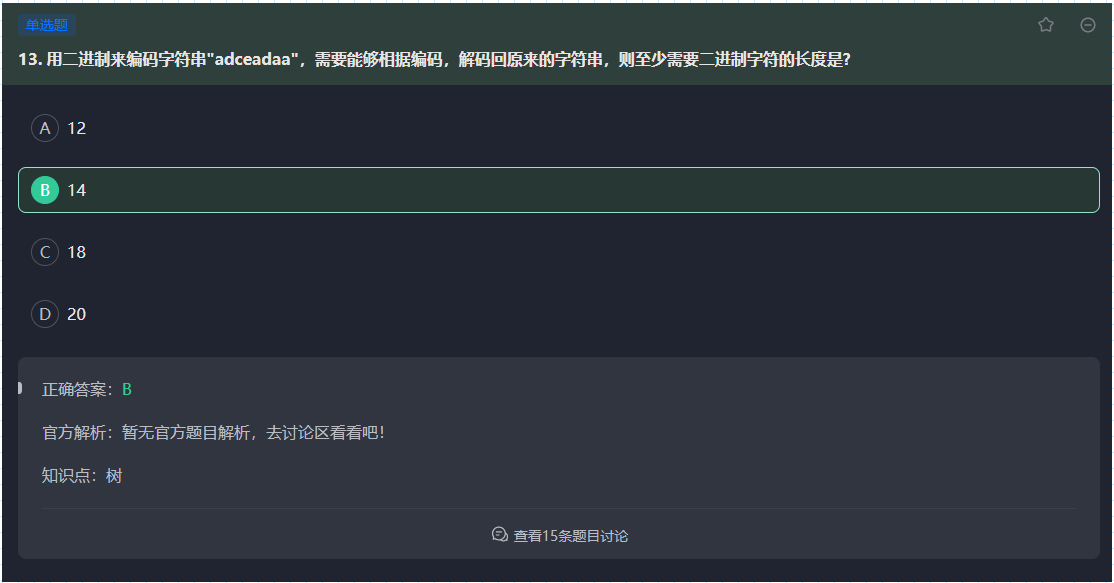 单选题
13. 用二进制来编码字符串"adceadaa"，需要能够相据编码，解码回原来的字符串，则至少需要二进制字符的长度是?
A 12
B 14
C 18
D 20
正确答案：B
官方解析：暂无官方题目解析，去讨论区看看吧！
知识点：树
查看15条题目讨论